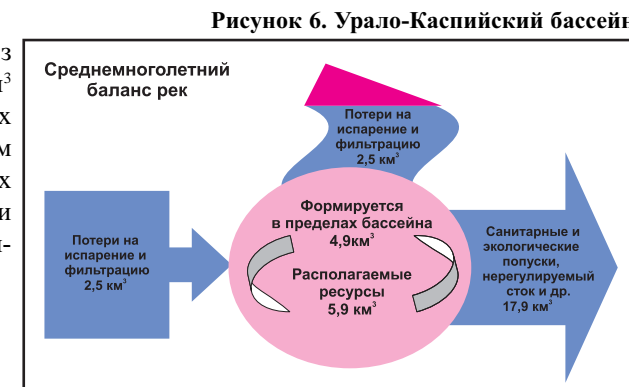 Рисунок 6. Урало-Каспийский бассейн
з
м³
х
м
х
и
-
Среднемноголетний
баланс рек
Потери на
испарение и
фильтрацию
2,5 км³
Потери на
испарение и
фильтрацию
2,5 км³
Формируется
в пределах бассейна
4,9км³
Располагаемые
ресурсы
5,9 км³
Санитарные и
экологические
попуски,
нерегулируемый
сток и др.
17,9 км³